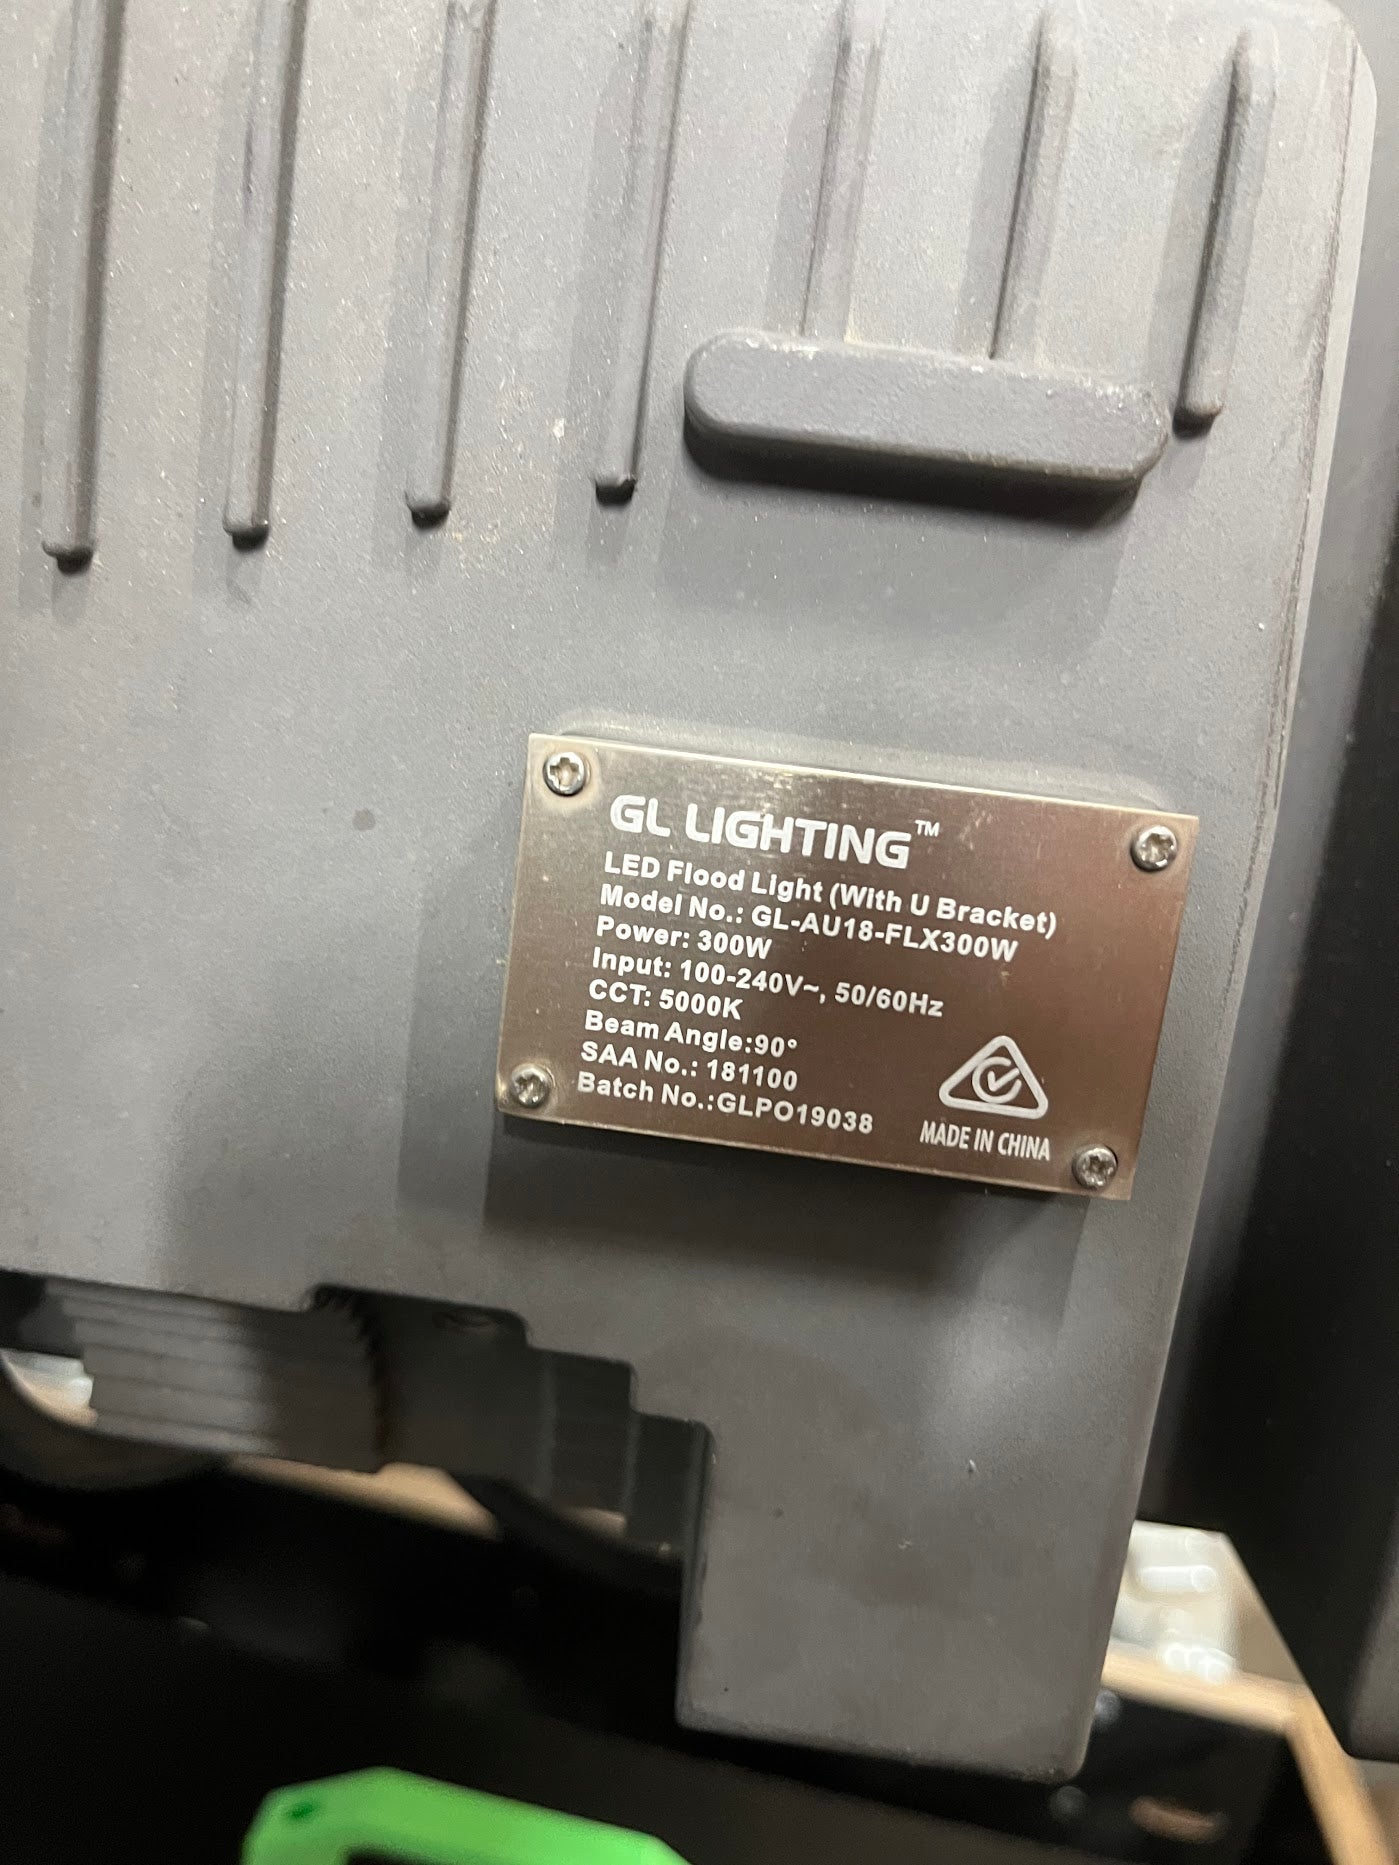 GL LIGHTING™
LED Flood Light (With U Bracket)
Model No.: GL-AU18-FLX300W
Power: 300W
Input: 100-240V~, 50/60Hz
CCT: 5000K
Beam Angle:90°
SAA No.: 181100
Batch No.:GLPO19038
MADE IN CHINA